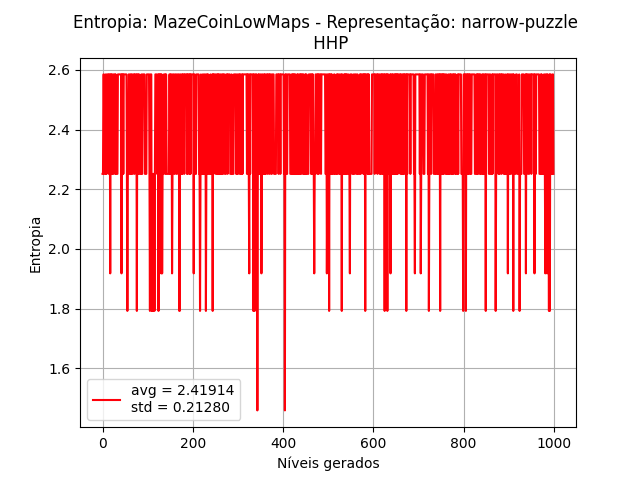 Entropia: MazeCoinLowMaps - Representação: narrow-puzzle
HHP
2.6
2.4
2.2
2.0
1.8
1.6
Entropia
avg = 2.41914
std = 0.21280
0 200 400 600 800 1000
Níveis gerados